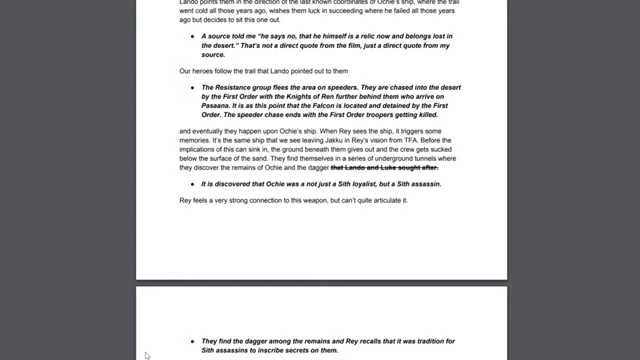 Lando points them in the direction of the last known coordinates of Ochie's ship, where the trail
went cold all those years ago, wishes them luck in succeeding where he failed all those years
ago but decides to sit this one out.
● A source told me "he says no, that he himself is a relic now and belongs lost in
the desert." That's not a direct quote from the film, just a direct quote from my
source.
Our heroes follow the trail that Lando pointed out to them
● The Resistance group flees the area on speeders. They are chased into the desert
by the First Order with the Knights of Ren further behind them who arrive on
Pasaana. It is as this point that the Falcon is located and detained by the First
Order. The speeder chase ends with the First Order troopers getting killed.
and eventually they happen upon Ochie's ship. When Rey sees the ship, it triggers some
memories. It's the same ship that we see leaving Jakku in Rey's vision from TFA. Before the
implications of this can sink in, the ground beneath them gives out and the crew gets sucked
below the surface of the sand. They find themselves in a series of underground tunnels where
they discover the remains of Ochie and the dagger that Lando and Luke sought after.
● It is discovered that Ochie was a not just a Sith loyalist, but a Sith assassin.
Rey feels a very strong connection to this weapon, but can't quite articulate it.
● They find the dagger among the remains and Rey recalls that it was tradition for
Sith assassins to inscribe secrets on them.